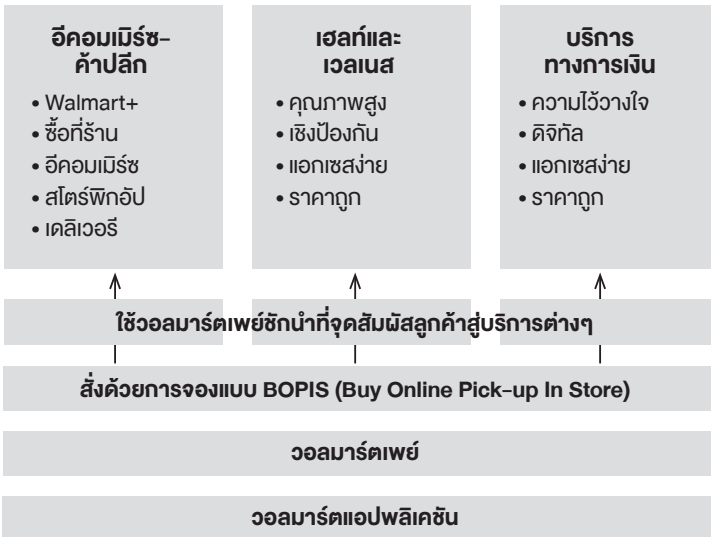 อีคอมเมิร์ซ-
ค้าปลีก
• Walmart+
• ซื้อที่ร้าน
• อีคอมเมิร์ซ
• สโตร์พิกอัป
• เดลิเวอรี
เฮลท์และ
เวลเนส
• คุณภาพสูง
• เชิงป้องกัน
• แอกเซสง่าย
• ราคาถูก
บริการ
ทางการเงิน
• ความไว้วางใจ
• ดิจิทัล
• แอกเซสง่าย
• ราคาถูก
ใช้วอลมาร์ตเพย์ชักนำที่จุดสัมผัสลูกค้าสู่บริการต่างๆ
สั่งด้วยการจองแบบ BOPIS (Buy Online Pick-up In Store)
วอลมาร์ตเพย์
วอลมาร์ตแอปพลิเคชัน